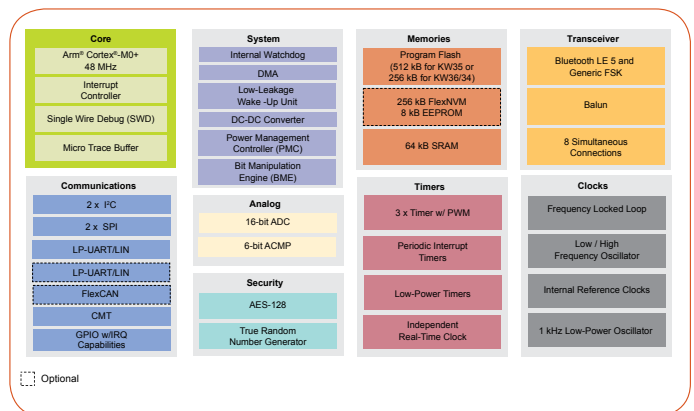 Core
Arm® Cortex®-M0+
48 MHz
Interrupt
Controller
Single Wire Debug (SWD)
Micro Trace Buffer
System
Internal Watchdog
DMA
Low-Leakage
Wake -Up Unit
DC-DC Converter
Power Management
Controller (PMC)
Bit Manipulation
Engine (BME)
Memories
Program Flash
(512 kB for KW35 or
256 kB for KW36/34)
256 kB FlexNVM
8 kB EEPROM
64 kB SRAM
Transceiver
Bluetooth LE 5 and
Generic FSK
Balun
8 Simultaneous
Connections
Communications
2 x I²C
2 x SPI
LP-UART/LIN
LP-UART/LIN
FlexCAN
CMT
GPIO w/IRQ
Capabilities
Analog
16-bit ADC
6-bit ACMP
Security
AES-128
True Random
Number Generator
Timers
3 x Timer w/ PWM
Periodic Interrupt
Timers
Low-Power Timers
Independent
Real-Time Clock
Clocks
Frequency Locked Loop
Low / High
Frequency Oscillator
Internal Reference Clocks
1 kHz Low-Power Oscillator
Optional